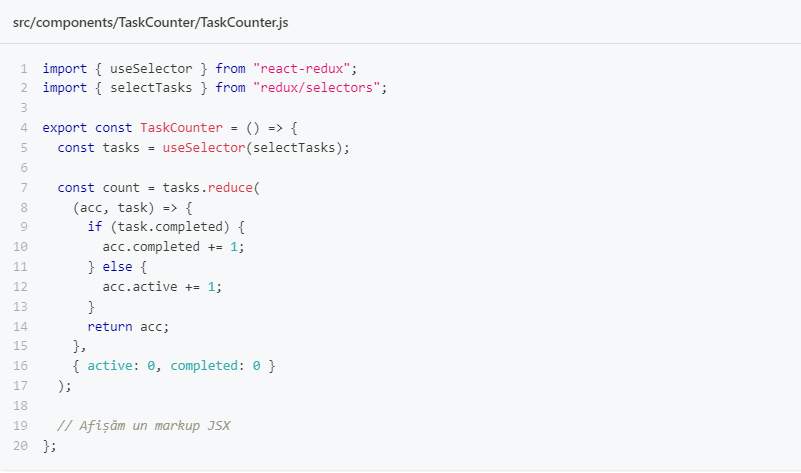 src/components/TaskCounter/TaskCounter.js
1 import { useSelector } from "react-redux";
2 import { selectTasks } from "redux/selectors";
3
4 export const TaskCounter = () => {
5   const tasks = useSelector(selectTasks);
6
7   const count = tasks.reduce(
8     (acc, task) => {
9       if (task.completed) {
10         acc.completed += 1;
11       } else {
12         acc.active += 1;
13       }
14       return acc;
15     },
16     { active: 0, completed: 0 }
17   );
18
19   // Afișăm un markup JSX
20 };